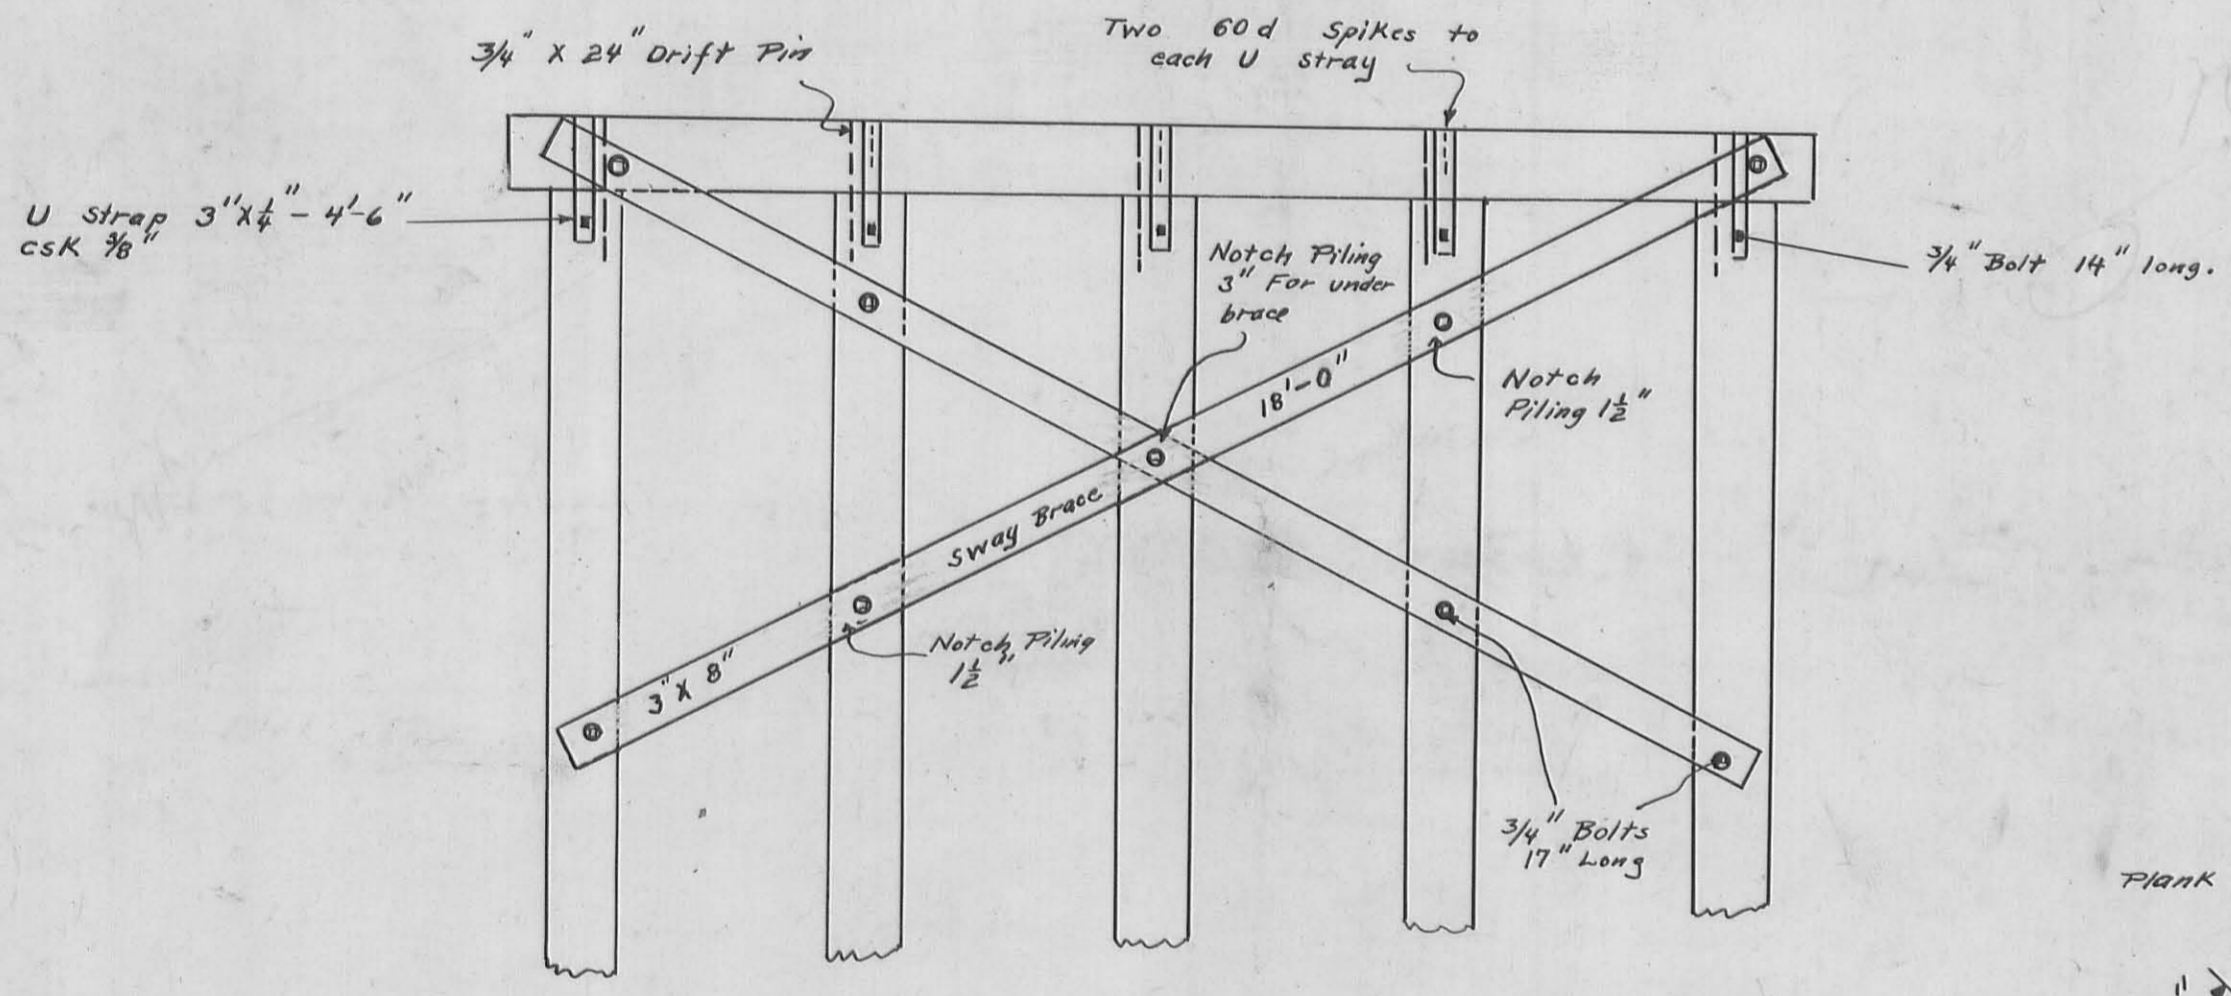 3/4" X 24" Drift Pin
Two 60d Spikes to
each U stray
U strap 3"X1/4"-4'-6"
csk 3/8"
Notch Piling
3" For under
brace
3/4" Bolt 14" long.
18'-0"
Notch
Piling 1 1/2"
Sway Brace
Notch Piling
1 1/2"
3"X 8"
3/4" Bolts
17" Long
Plank